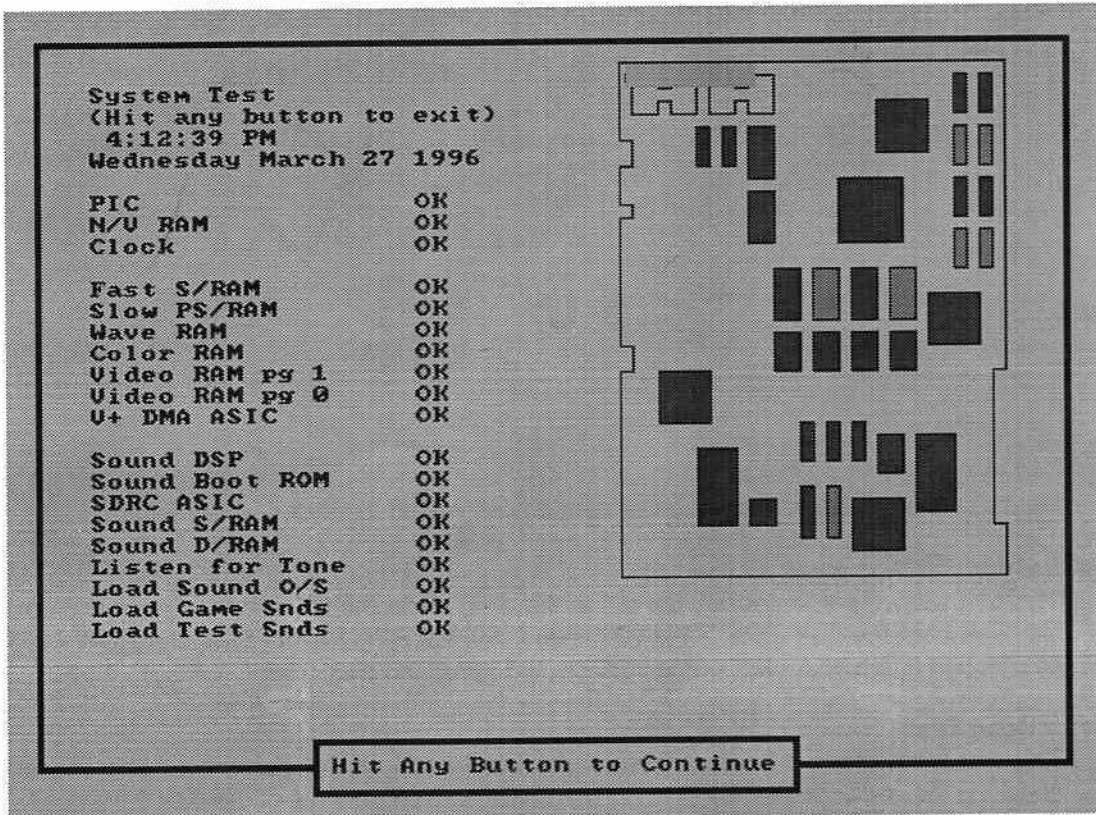 System Test
(Hit any button to exit)
4:12:39 PM
Wednesday March 27 1996
PIC OK
N/V RAM OK
Clock OK
Fast S/RAM OK
Slow PS/RAM OK
Wave RAM OK
Color RAM OK
Video RAM pg 1 OK
Video RAM pg 0 OK
V+ DMA ASIC OK
Sound DSP OK
Sound Boot ROM OK
SDRC ASIC OK
Sound S/RAM OK
Sound D/RAM OK
Listen for Tone OK
Load Sound O/S OK
Load Game Snds OK
Load Test Snds OK
Hit Any Button to Continue